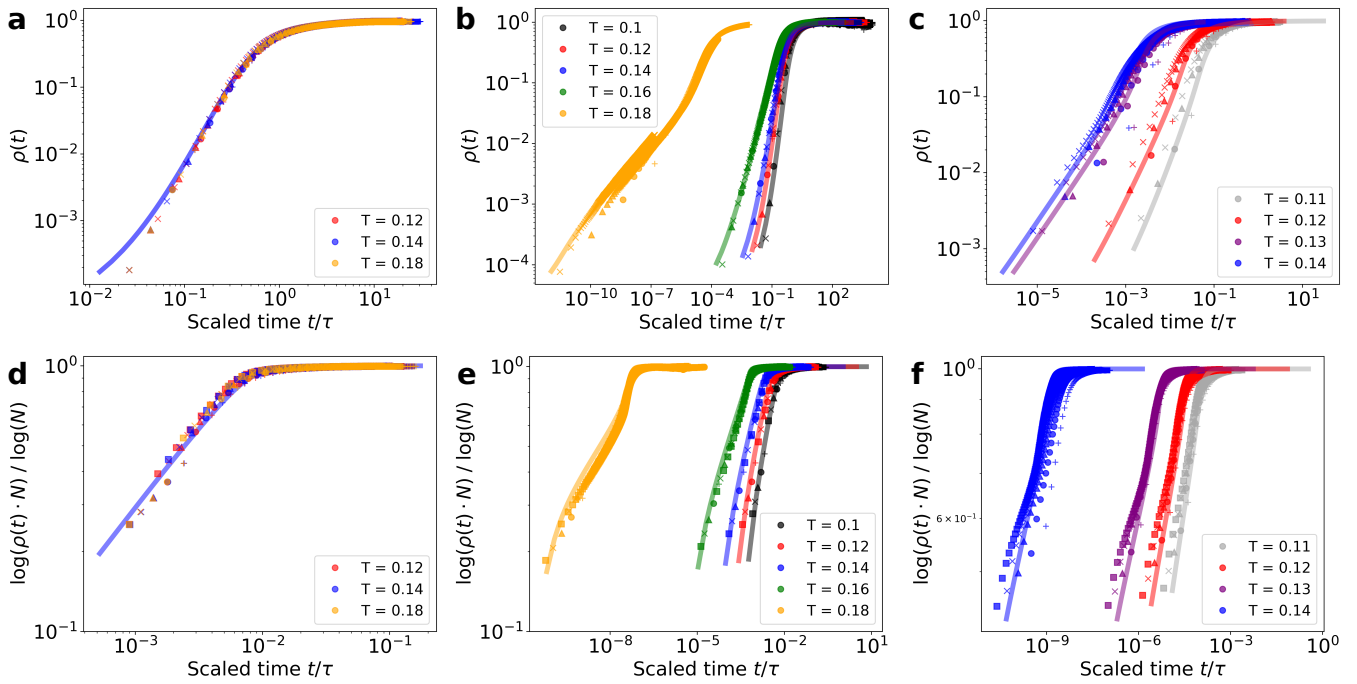 a
10⁰
10⁻¹
10⁻²
10⁻³
ρ(t)
T = 0.12
T = 0.14
T = 0.18
10⁻² 10⁻¹ 10⁰ 10¹
Scaled time t/τ
b
10⁰
10⁻¹
10⁻²
10⁻³
10⁻⁴
ρ(t)
T = 0.1
T = 0.12
T = 0.14
T = 0.16
T = 0.18
10⁻¹⁰ 10⁻⁷ 10⁻⁴ 10⁻¹ 10²
Scaled time t/τ
c
10⁰
10⁻¹
10⁻²
10⁻³
ρ(t)
T = 0.11
T = 0.12
T = 0.13
T = 0.14
10⁻⁵ 10⁻³ 10⁻¹ 10¹
Scaled time t/τ
d
10⁰
10⁻¹
log(ρ(t) · N) / log(N)
T = 0.12
T = 0.14
T = 0.18
10⁻³ 10⁻² 10⁻¹
Scaled time t/τ
e
10⁰
10⁻¹
log(ρ(t) · N) / log(N)
T = 0.1
T = 0.12
T = 0.14
T = 0.16
T = 0.18
10⁻⁸ 10⁻⁵ 10⁻² 10¹
Scaled time t/τ
f
10⁰
6 × 10⁻¹
log(ρ(t) · N) / log(N)
T = 0.11
T = 0.12
T = 0.13
T = 0.14
10⁻⁹ 10⁻⁶ 10⁻³ 10⁰
Scaled time t/τ